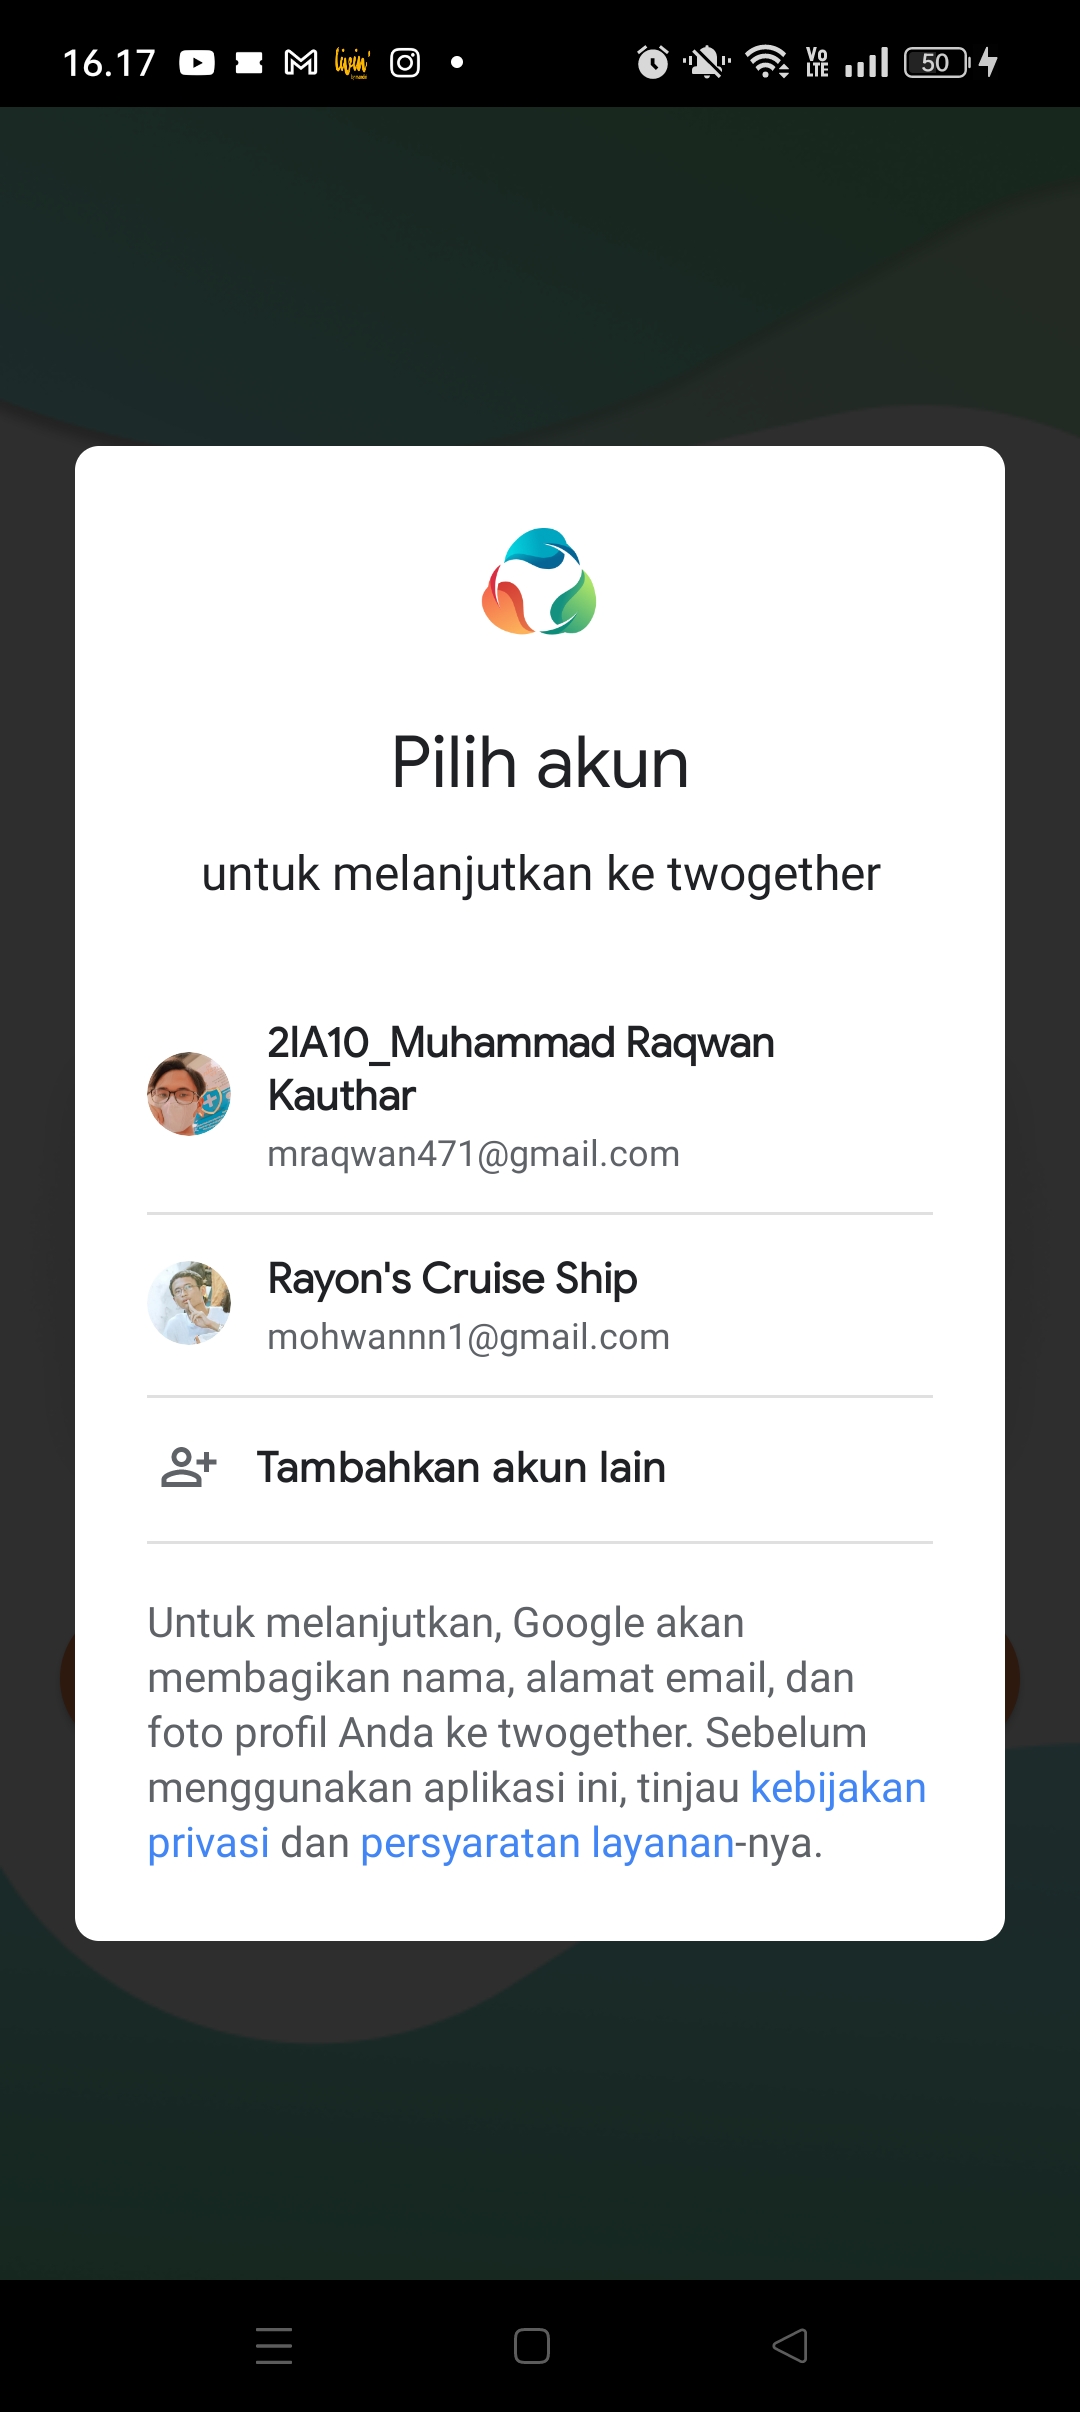 16.17
livin'
Vo
LTE
50
Pilih akun
untuk melanjutkan ke twogether
2IA10_Muhammad Raqwan
Kauthar
mraqwan471@gmail.com
Rayon's Cruise Ship
mohwannn1@gmail.com
Tambahkan akun lain
Untuk melanjutkan, Google akan
membagikan nama, alamat email, dan
foto profil Anda ke twogether. Sebelum
menggunakan aplikasi ini, tinjau kebijakan
privasi dan persyaratan layanan-nya.